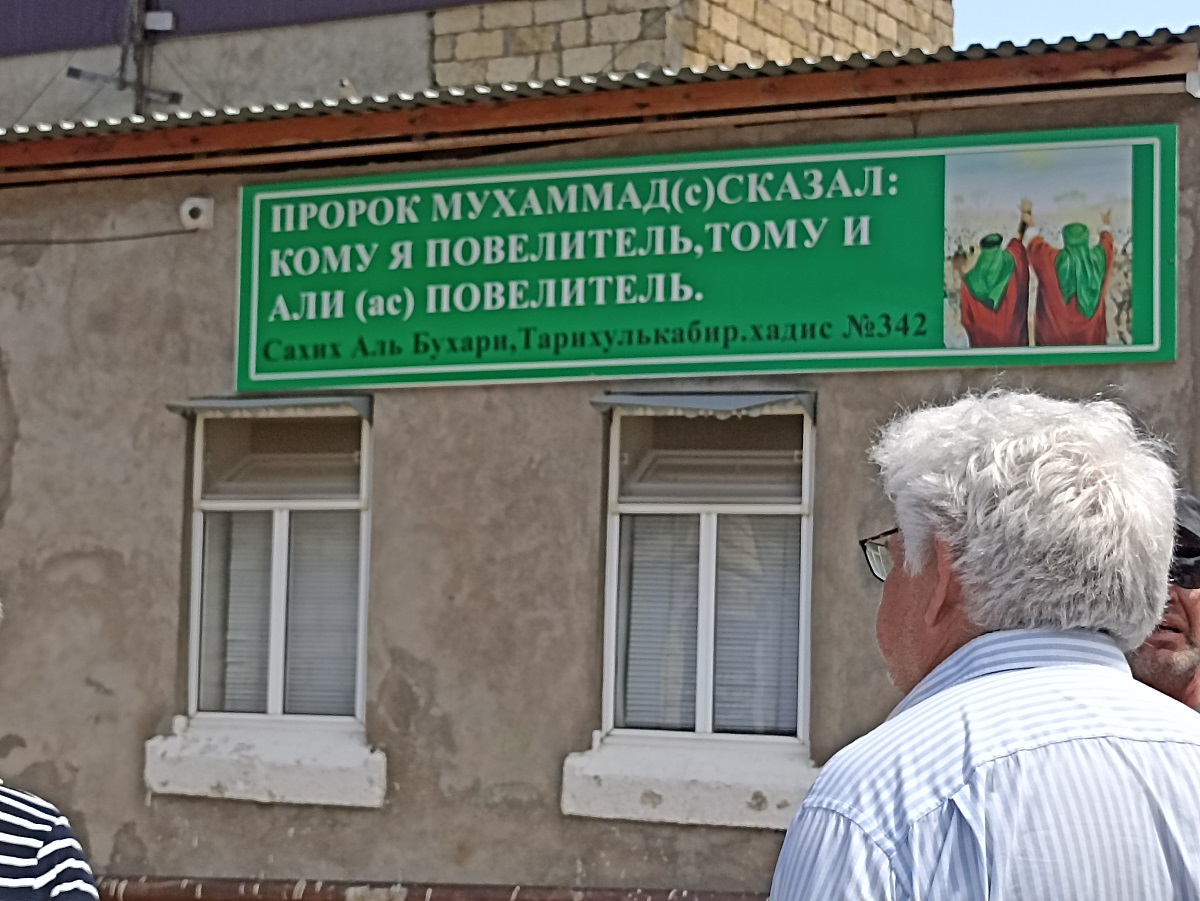 ПРОРОК МУХАММАД(с)СКАЗАЛ:
КОМУ Я ПОВЕЛИТЕЛЬ,ТОМУ И
АЛИ (ас) ПОВЕЛИТЕЛЬ.
Сахих Аль Бухари,Тарихулькабир.хадис №342